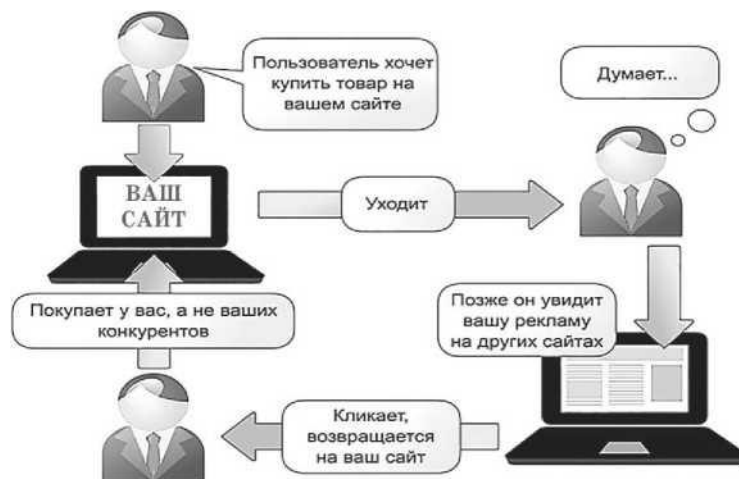 Пользователь хочет
купить товар на
вашем сайте
Думает...
ВАШ
САЙТ
Уходит
Позже он увидит
вашу рекламу
на других сайтах
Кликает,
возвращается
на ваш сайт
Покупает у вас, а не ваших
конкурентов